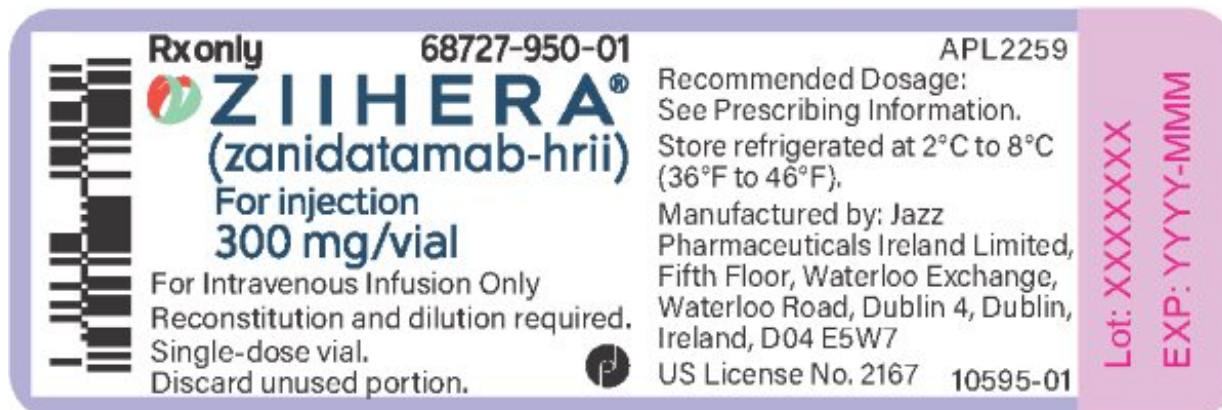 Rx only 68727-950-01
ZIIHERA®
(zanidatamab-hrii)
For injection
300 mg/vial
For Intravenous Infusion Only
Reconstitution and dilution required.
Single-dose vial.
Discard unused portion.
APL2259
Recommended Dosage:
See Prescribing Information.
Store refrigerated at 2°C to 8°C
(36°F to 46°F).
Manufactured by: Jazz
Pharmaceuticals Ireland Limited,
Fifth Floor, Waterloo Exchange,
Waterloo Road, Dublin 4, Dublin,
Ireland, D04 E5W7
US License No. 2167 10595-01
Lot: XXXXXXX
EXP: YYYY-MMM